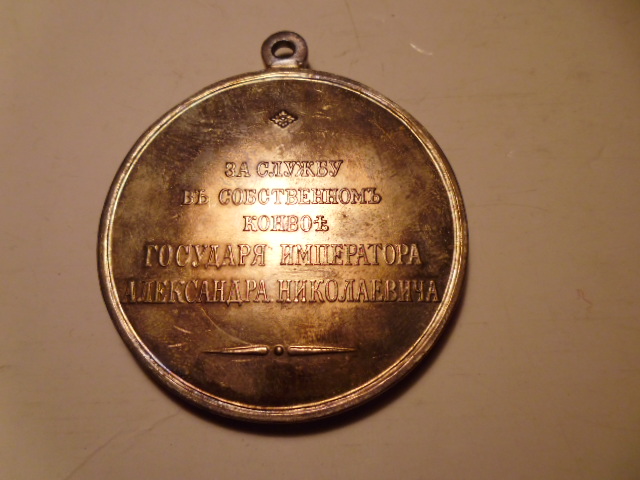 ЗА СЛУЖБУ
ВЪ СОБСТВЕННОМЪ
КОНВОѢ
ГОСУДАРЯ ИМПЕРАТОРА
АЛЕКСАНДРА НИКОЛАЕВИЧА